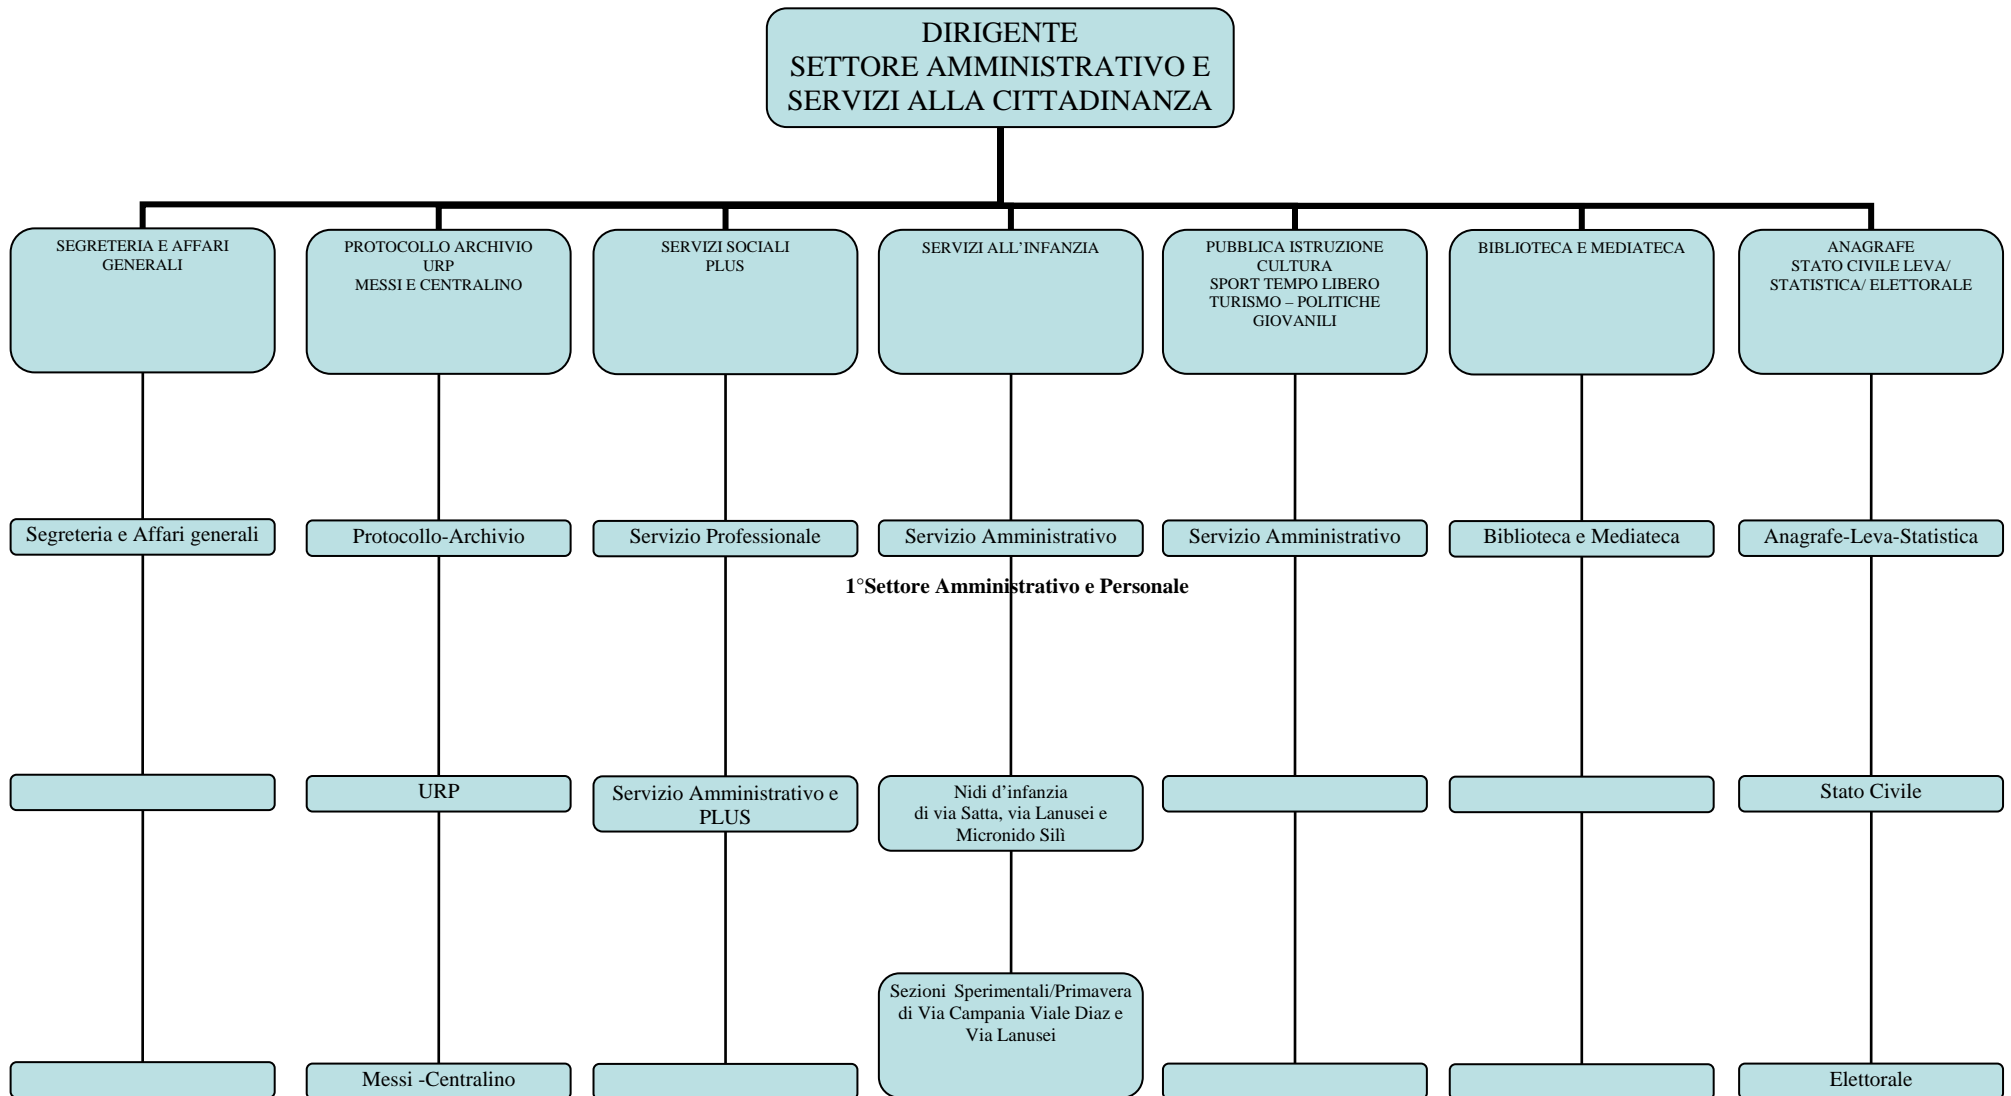 DIRIGENTE
SETTORE AMMINISTRATIVO E
SERVIZI ALLA CITTADINANZA
SEGRETERIA E AFFARI
GENERALI
PROTOCOLLO ARCHIVIO
URP
MESSI E CENTRALINO
SERVIZI SOCIALI
PLUS
SERVIZI ALL’INFANZIA
PUBBLICA ISTRUZIONE
CULTURA
SPORT TEMPO LIBERO
TURISMO – POLITICHE
GIOVANILI
BIBLIOTECA E MEDIATECA
ANAGRAFE
STATO CIVILE LEVA/
STATISTICA/ ELETTORALE
Segreteria e Affari generali
Protocollo-Archivio
Servizio Professionale
Servizio Amministrativo
Servizio Amministrativo
Biblioteca e Mediateca
Anagrafe-Leva-Statistica
1°Settore Amministrativo e Personale
URP
Servizio Amministrativo e
PLUS
Nidi d’infanzia
di via Satta, via Lanusei e
Micronido Silì
Stato Civile
Sezioni Sperimentali/Primavera
di Via Campania Viale Diaz e
Via Lanusei
Messi -Centralino
Elettorale